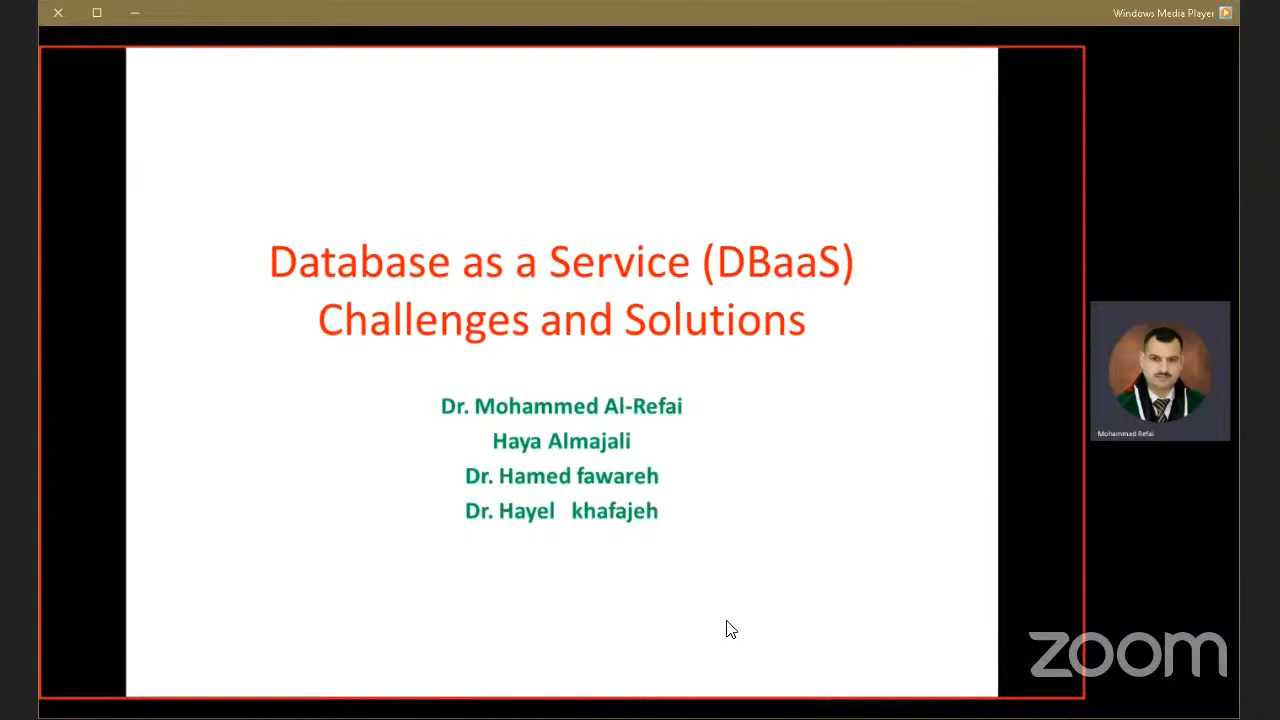 Windows Media Player
Database as a Service (DBaaS)
Challenges and Solutions
Dr. Mohammed Al-Refai
Haya Almajali
Dr. Hamed fawareh
Dr. Hayel khafajeh
Mohammad Refai
zoom